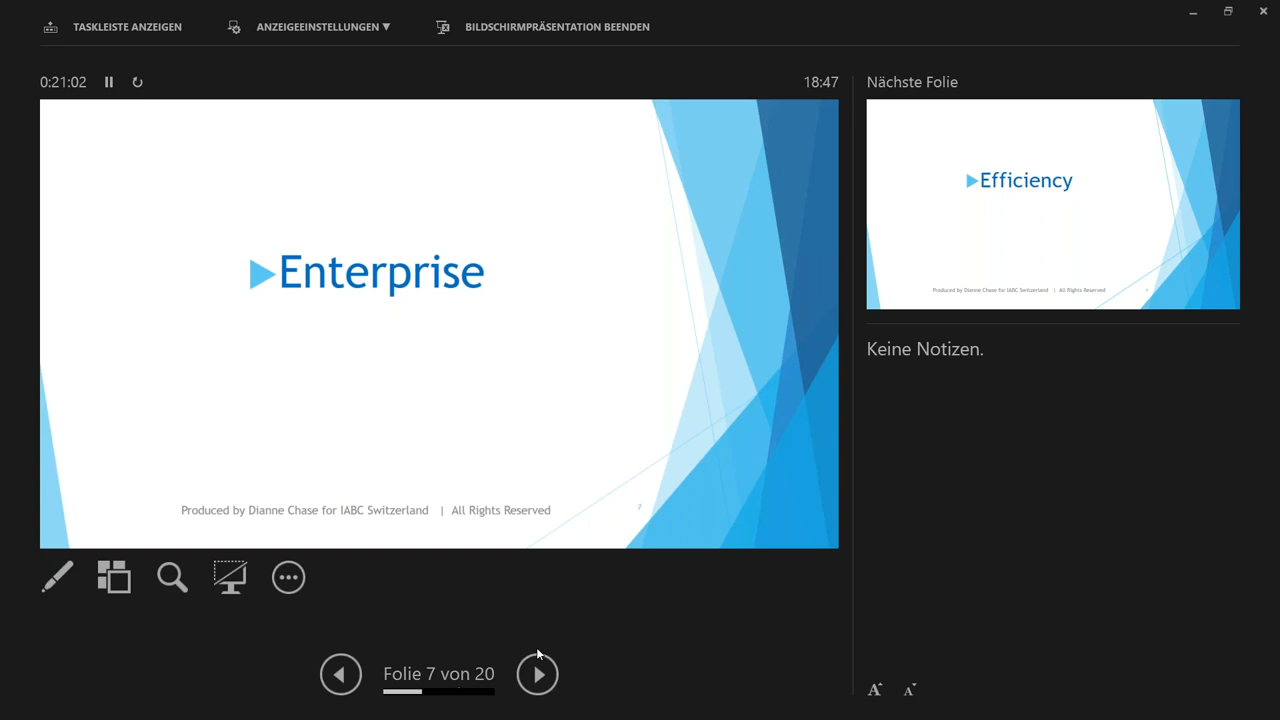 TASKLEISTE ANZEIGEN
ANZEIGEEINSTELLUNGEN ▼
BILDSCHIRMPRÄSENTATION BEENDEN
0:21:02
18:47
Enterprise
Produced by Dianne Chase for IABC Switzerland | All Rights Reserved
7
Folie 7 von 20
Nächste Folie
Efficiency
Produced by Dianne Chase for IABC Switzerland | All Rights Reserved
Keine Notizen.
A A